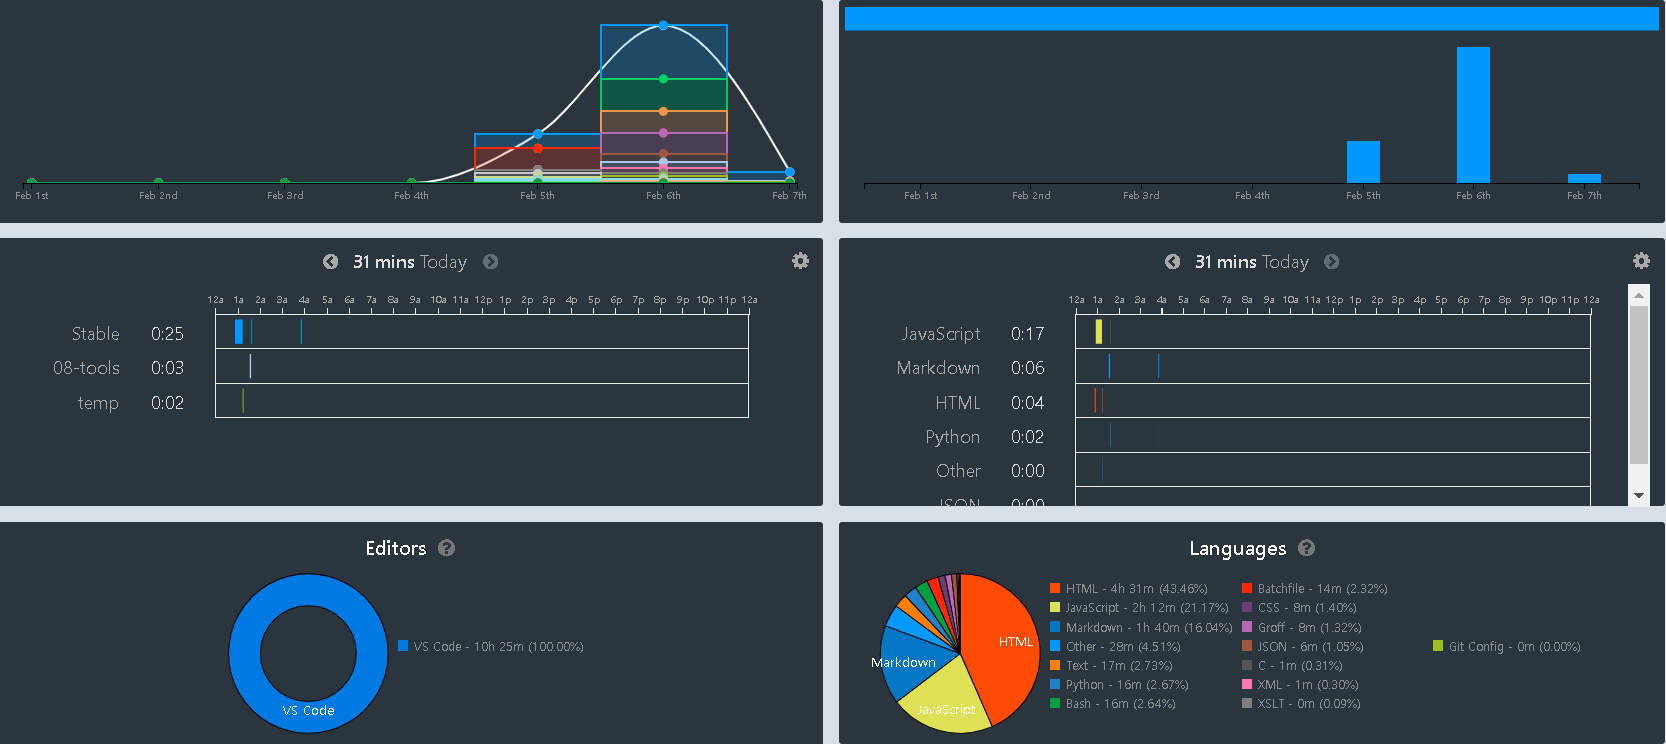 Feb 1st Feb 2nd Feb 3rd Feb 4th Feb 5th Feb 6th Feb 7th
Feb 1st Feb 2nd Feb 3rd Feb 4th Feb 5th Feb 6th Feb 7th
31 mins Today
12a 1a 2a 3a 4a 5a 6a 7a 8a 9a 10a 11a 12p 1p 2p 3p 4p 5p 6p 7p 8p 9p 10p 11p 12a
Stable 0:25
08-tools 0:03
temp 0:02
31 mins Today
12a 1a 2a 3a 4a 5a 6a 7a 8a 9a 10a 11a 12p 1p 2p 3p 4p 5p 6p 7p 8p 9p 10p 11p 12a
JavaScript 0:17
Markdown 0:06
HTML 0:04
Python 0:02
Other 0:00
JSON 0:00
Editors ?
VS Code - 10h 25m (100.00%)
VS Code
Languages ?
HTML
Markdown
JavaScript
HTML - 4h 31m (43.46%)
JavaScript - 2h 12m (21.17%)
Markdown - 1h 40m (16.04%)
Other - 28m (4.51%)
Text - 17m (2.73%)
Python - 16m (2.67%)
Bash - 16m (2.64%)
Batchfile - 14m (2.32%)
CSS - 8m (1.40%)
Groff - 8m (1.32%)
JSON - 6m (1.05%)
C - 1m (0.31%)
XML - 1m (0.30%)
XSLT - 0m (0.09%)
Git Config - 0m (0.00%)